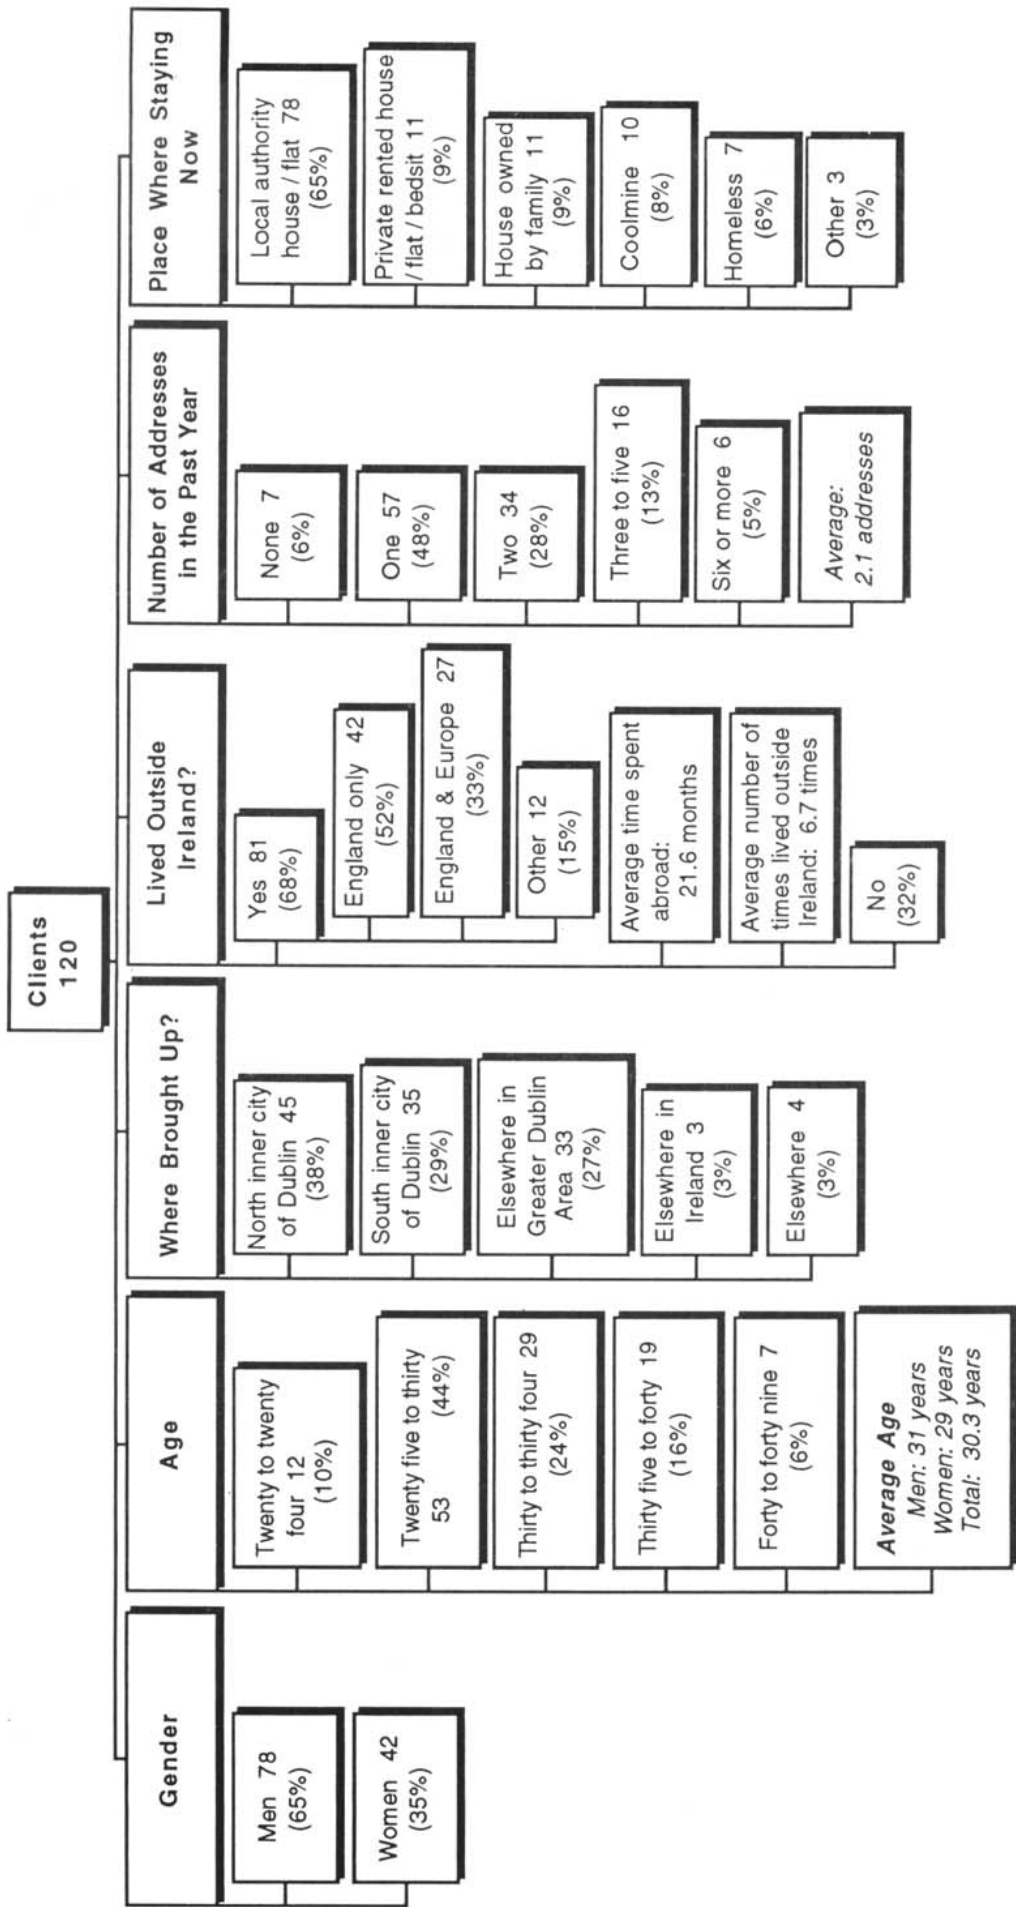 Clients
120
Gender
Men 78
(65%)
Women 42
(35%)
Age
Twenty to twenty
four 12
(10%)
Twenty five to thirty
53 (44%)
Thirty to thirty four 29
(24%)
Thirty five to forty 19
(16%)
Forty to forty nine 7
(6%)
Average Age
Men: 31 years
Women: 29 years
Total: 30.3 years
Where Brought Up?
North inner city
of Dublin 45
(38%)
South inner city
of Dublin 35
(29%)
Elsewhere in
Greater Dublin
Area 33
(27%)
Elsewhere in
Ireland 3
(3%)
Elsewhere 4
(3%)
Lived Outside
Ireland?
Yes 81
(68%)
England only 42
(52%)
England & Europe 27
(33%)
Other 12
(15%)
Average time spent
abroad:
21.6 months
Average number of
times lived outside
Ireland: 6.7 times
No
(32%)
Number of Addresses
in the Past Year
None 7
(6%)
One 57
(48%)
Two 34
(28%)
Three to five 16
(13%)
Six or more 6
(5%)
Average:
2.1 addresses
Place Where Staying
Now
Local authority
house / flat 78
(65%)
Private rented house
/ flat / bedsit 11
(9%)
House owned
by family 11
(9%)
Coolmine 10
(8%)
Homeless 7
(6%)
Other 3
(3%)